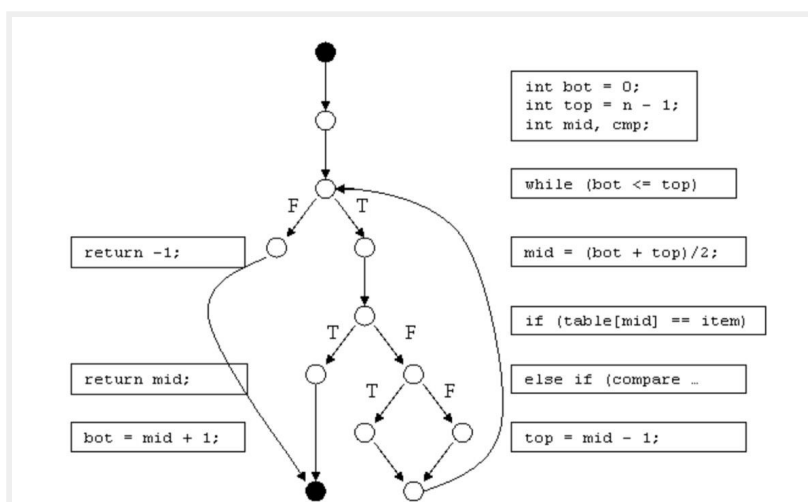 int bot = 0;
int top = n - 1;
int mid, cmp;
while (bot <= top)
F
T
return -1;
mid = (bot + top)/2;
if (table[mid] == item)
T
F
return mid;
else if (compare …
T
F
bot = mid + 1;
top = mid - 1;